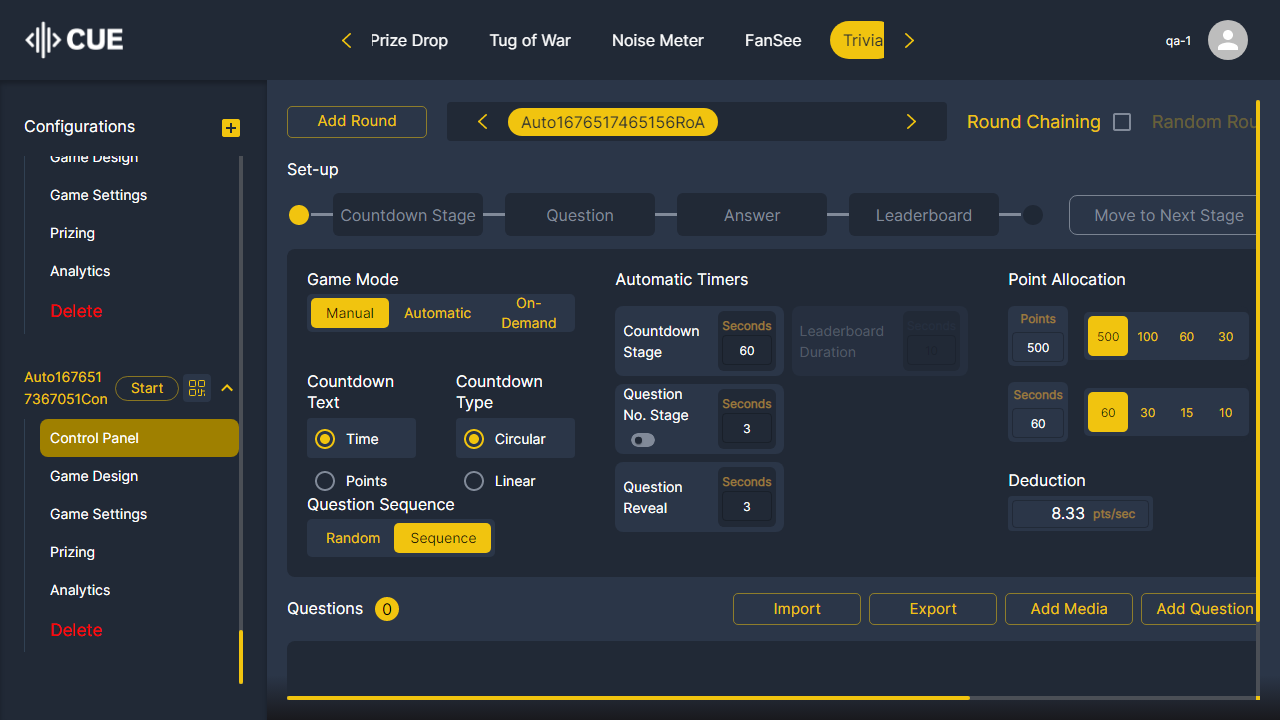 CUE
Prize Drop
Tug of War
Noise Meter
FanSee
Trivia
qa-1
Configurations
Game Design
Game Settings
Prizing
Analytics
Delete
Auto167651
7367051Con
Start
Control Panel
Game Design
Game Settings
Prizing
Analytics
Delete
Add Round
Auto1676517465156RoA
Round Chaining
Random Rou
Set-up
Countdown Stage
Question
Answer
Leaderboard
Move to Next Stage
Game Mode
Manual
Automatic
On-
Demand
Countdown
Text
Time
Points
Countdown
Type
Circular
Linear
Question Sequence
Random
Sequence
Automatic Timers
Countdown
Stage
Seconds
60
Leaderboard
Duration
Seconds
10
Question
No. Stage
Seconds
3
Question
Reveal
Seconds
3
Point Allocation
Points
500
500
100
60
30
Seconds
60
60
30
15
10
Deduction
8.33 pts/sec
Questions 0
Import
Export
Add Media
Add Question